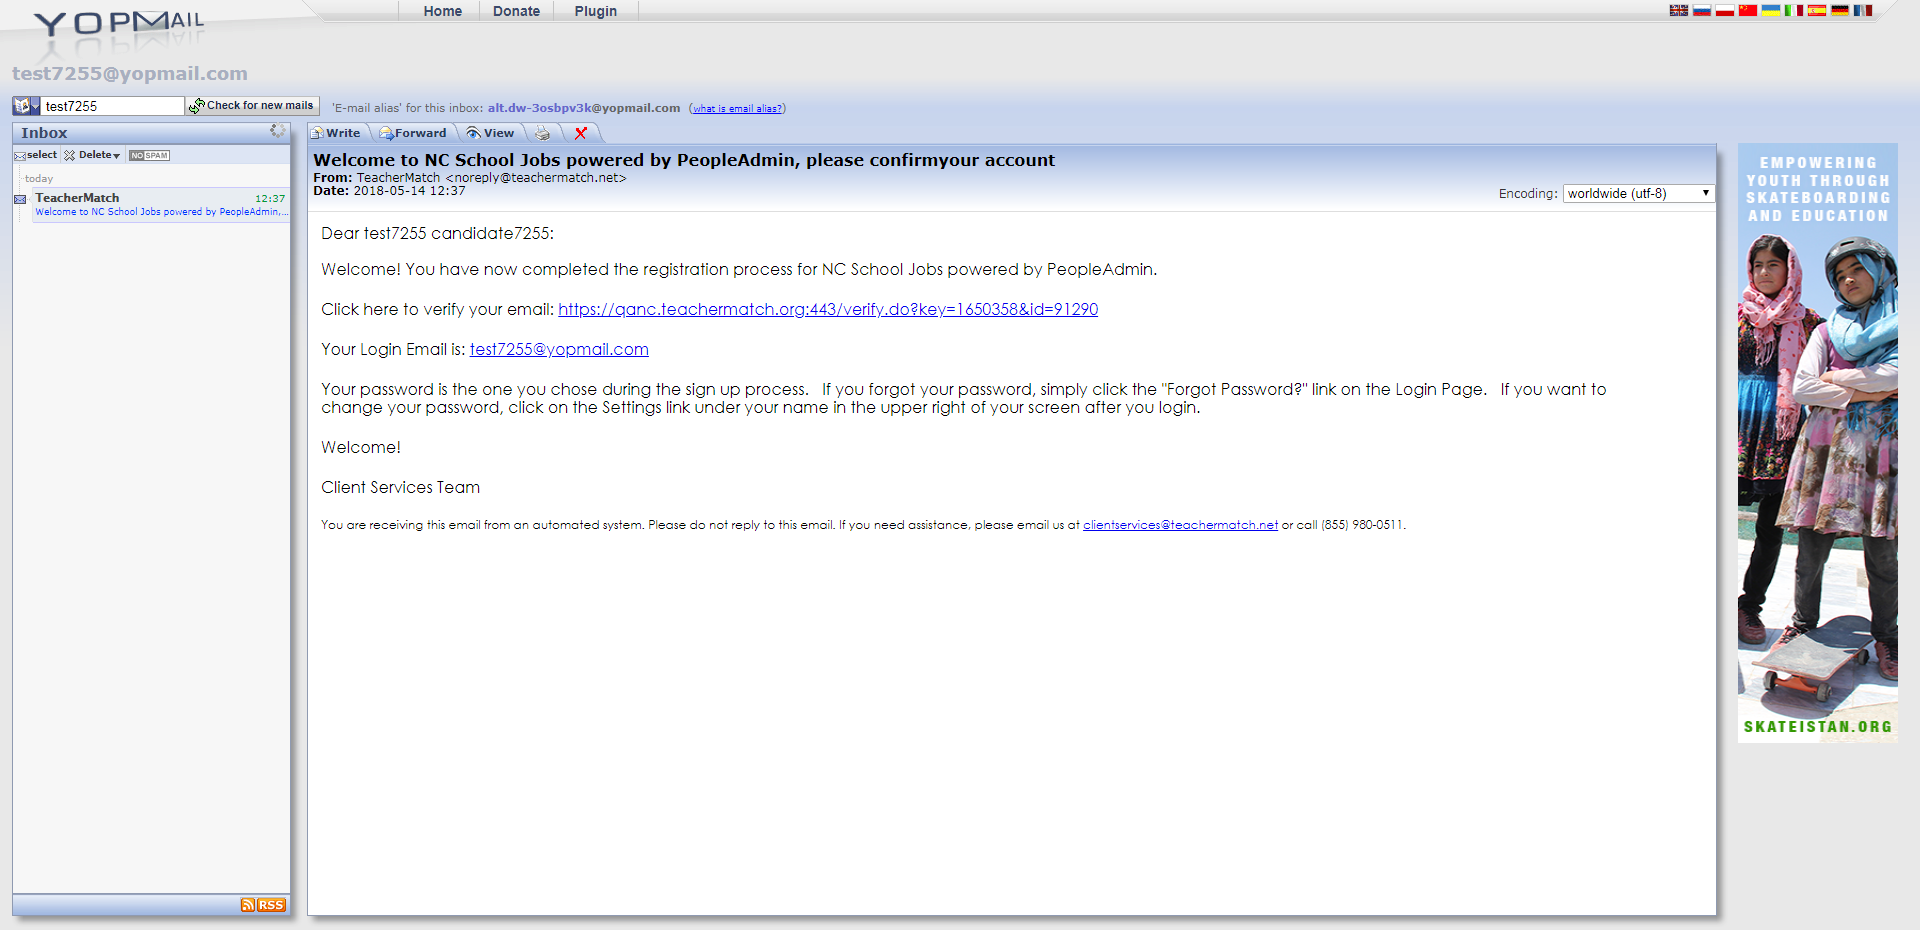 YOPMAIL
Home
Donate
Plugin
test7255@yopmail.com
test7255
Check for new mails
'E-mail alias' for this inbox: alt.dw-3osbpv3k@yopmail.com (what is email alias?)
Inbox
select
Delete
NO SPAM
today
TeacherMatch 12:37
Welcome to NC School Jobs powered by PeopleAdmin,...
RSS
Write
Forward
View
Welcome to NC School Jobs powered by PeopleAdmin, please confirmyour account
From: TeacherMatch <noreply@teachermatch.net>
Date: 2018-05-14 12:37
Encoding: worldwide (utf-8)
Dear test7255 candidate7255:
Welcome! You have now completed the registration process for NC School Jobs powered by PeopleAdmin.
Click here to verify your email: https://qanc.teachermatch.org:443/verify.do?key=1650358&id=91290
Your Login Email is: test7255@yopmail.com
Your password is the one you chose during the sign up process. If you forgot your password, simply click the "Forgot Password?" link on the Login Page. If you want to
change your password, click on the Settings link under your name in the upper right of your screen after you login.
Welcome!
Client Services Team
You are receiving this email from an automated system. Please do not reply to this email. If you need assistance, please email us at clientservices@teachermatch.net or call (855) 980-0511.
EMPOWERING
YOUTH THROUGH
SKATEBOARDING
AND EDUCATION
SKATEISTAN.ORG